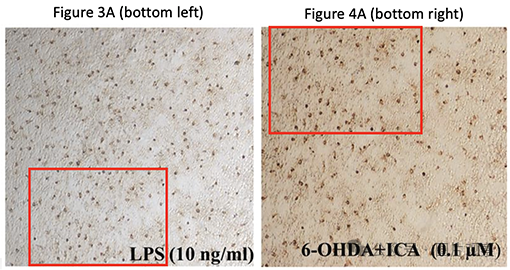 Figure 3A (bottom left)
Figure 4A (bottom right)
LPS (10 ng/ml)
6-OHDA+ICA (0.1 µM)